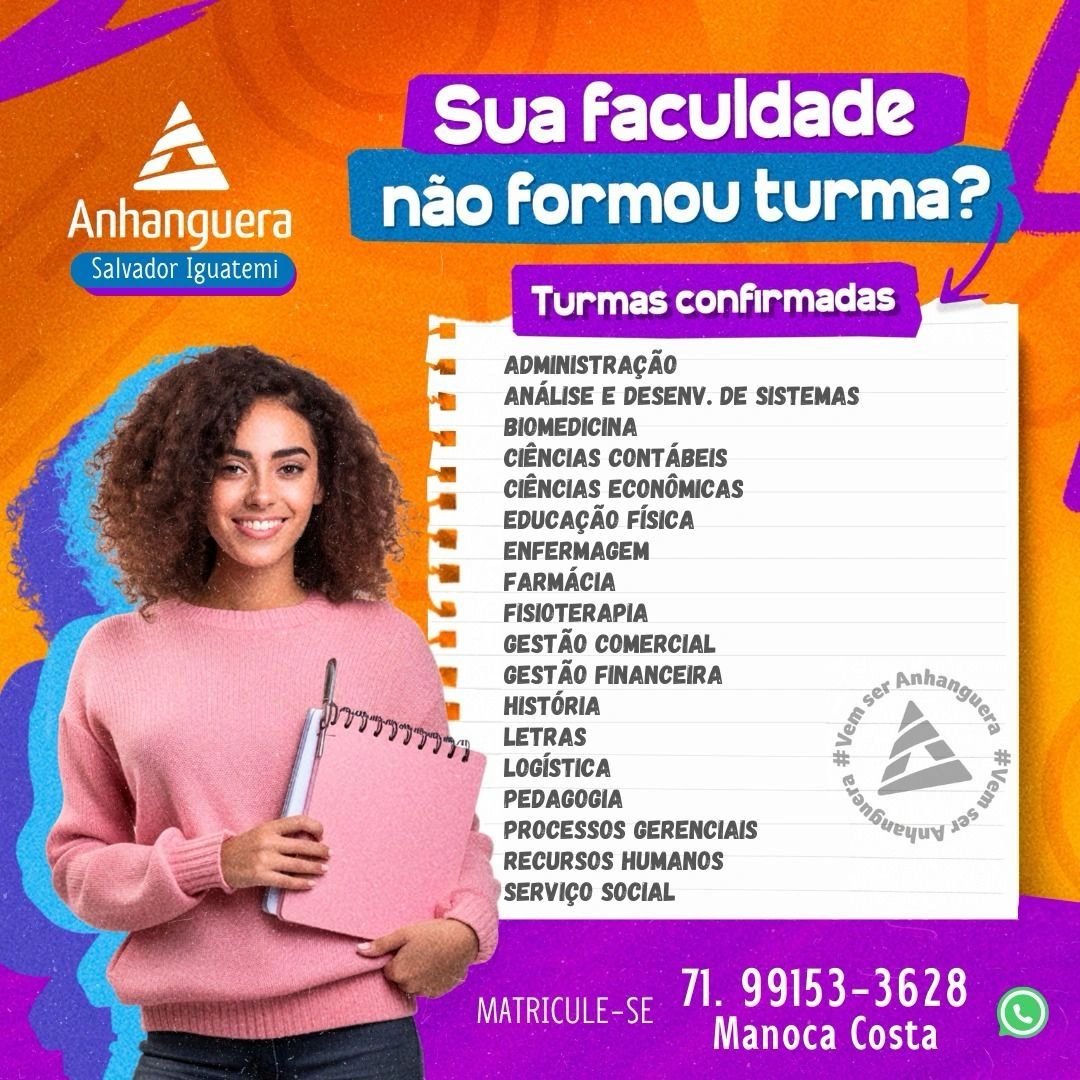 Anhanguera
Salvador Iguatemi
Sua faculdade
não formou turma?
Turmas confirmadas
ADMINISTRAÇÃO
ANÁLISE E DESENV. DE SISTEMAS
BIOMEDICINA
CIÊNCIAS CONTÁBEIS
CIÊNCIAS ECONÔMICAS
EDUCAÇÃO FÍSICA
ENFERMAGEM
FARMÁCIA
FISIOTERAPIA
GESTÃO COMERCIAL
GESTÃO FINANCEIRA
HISTÓRIA
LETRAS
LOGÍSTICA
PEDAGOGIA
PROCESSOS GERENCIAIS
RECURSOS HUMANOS
SERVIÇO SOCIAL
#Vem ser Anhanguera
#Vem ser Anhanguera
MATRICULE-SE
71. 99153-3628
Manoca Costa